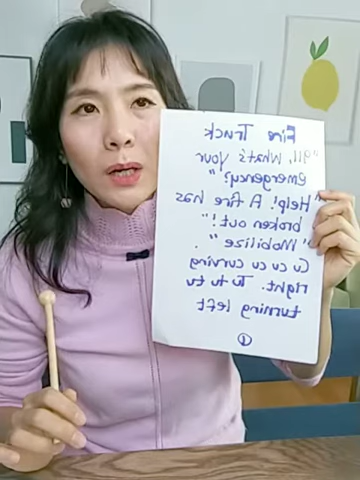 Fire Truck
"911, What's your
emergency?"
"Help! A fire has
broken out!"
"Mobilize".
Cu cu cu curving
right. Tu tu tu
turning left
①